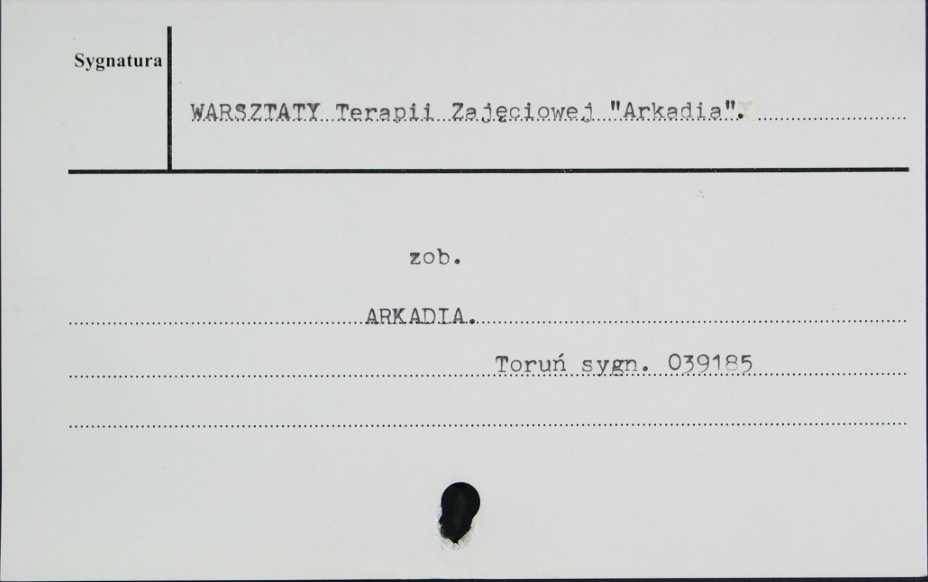 Sygnatura
WARSZTATY Terapii Zajęciowej "Arkadia".
zob.
ARKADIA.
Toruń sygn. 039185